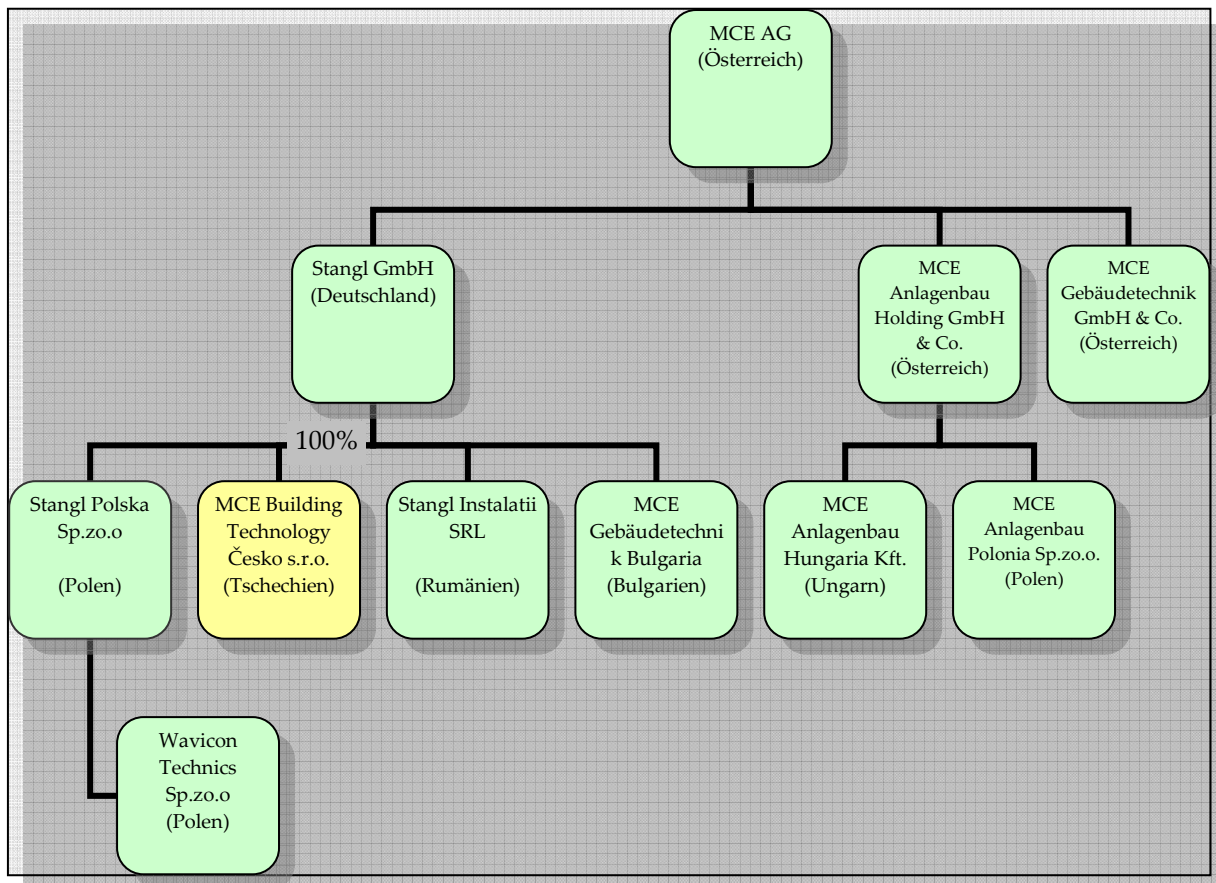 MCE AG
(Österreich)
Stangl GmbH
(Deutschland)
MCE
Anlagenbau
Holding GmbH
& Co.
(Österreich)
MCE
Gebäudetechnik
GmbH & Co.
(Österreich)
100%
Stangl Polska
Sp.zo.o
(Polen)
MCE Building
Technology
Česko s.r.o.
(Tschechien)
Stangl Instalatii
SRL
(Rumänien)
MCE
Gebäudetechni
k Bulgaria
(Bulgarien)
MCE
Anlagenbau
Hungaria Kft.
(Ungarn)
MCE
Anlagenbau
Polonia Sp.zo.o.
(Polen)
Wavicon
Technics
Sp.zo.o
(Polen)